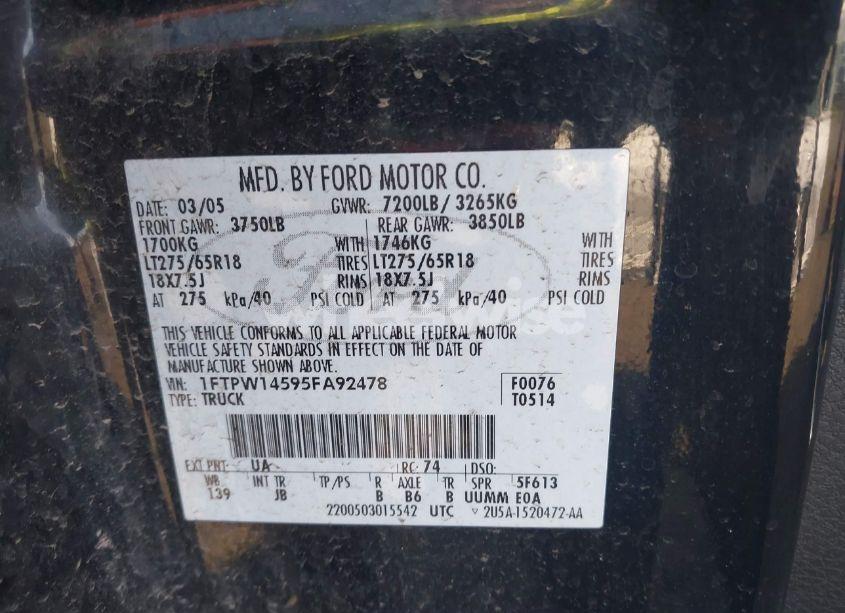 MFD. BY FORD MOTOR CO.
DATE: 03/05 GVWR: 7200LB/ 3265KG
FRONT GAWR: 3750LB REAR GAWR: 3850LB
1700KG WITH 1746KG WITH
LT275/65R18 TIRES LT275/65R18 TIRES
18X7.5J RIMS 18X7.5J RIMS
AT 275 kPa/40 PSI COLD AT 275 kPa/40 PSI COLD
Ford
THIS VEHICLE CONFORMS TO ALL APPLICABLE FEDERAL MOTOR
VEHICLE SAFETY STANDARDS IN EFFECT ON THE DATE OF
MANUFACTURE SHOWN ABOVE.
VIN: 1FTPW14595FA92478 F0076
TYPE: TRUCK T0514
EXT PNT: UA RC: 74 DSO:
WB INT TR TP/PS R AXLE TR SPR 5F613
139 JB B B6 B UUMM E0A
2200503015542 UTC ▽ 2U5A-1520472-AA